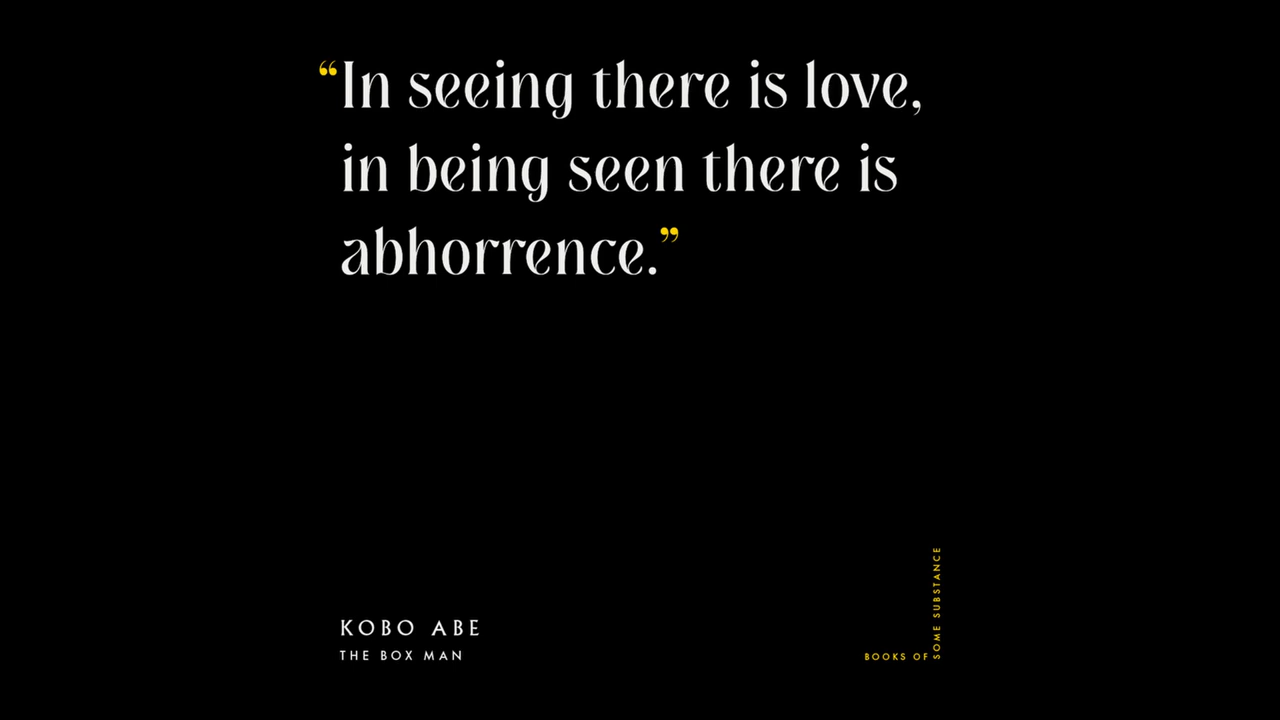 “In seeing there is love,
in being seen there is
abhorrence.”
KOBO ABE
THE BOX MAN
BOOKS OF
SOME SUBSTANCE